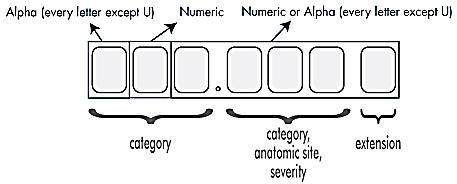 Alpha (every letter except U) Numeric Numeric or Alpha (every letter except U)
.
category category, extension
anatomic site,
severity